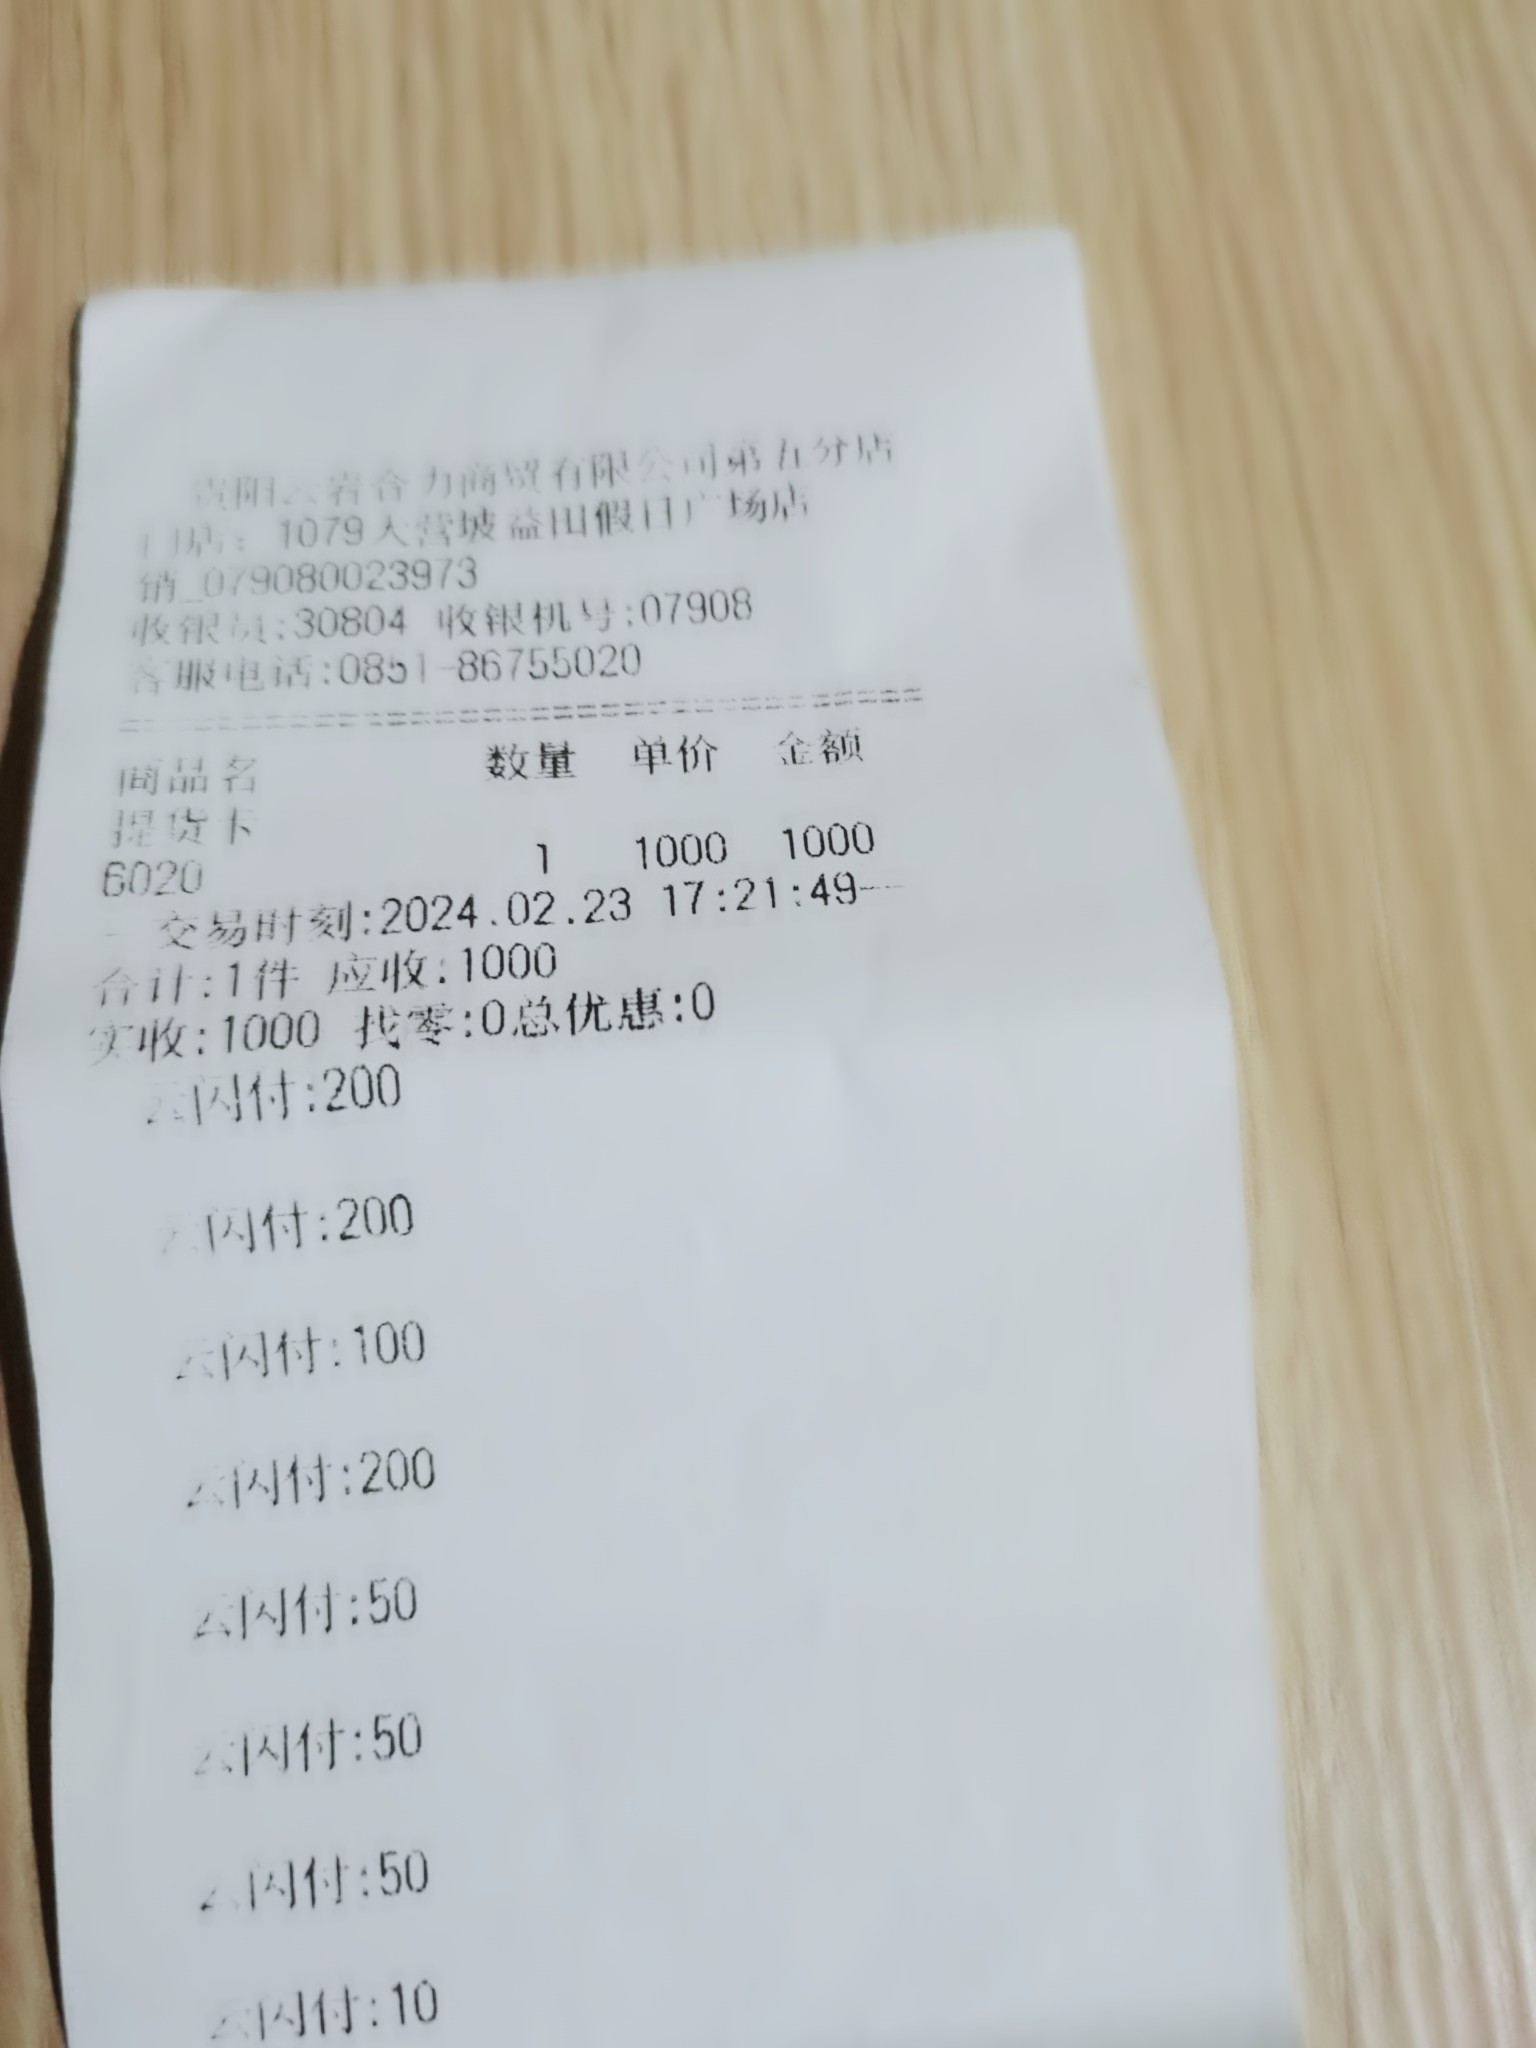 贵阳云岩合力商贸有限公司第五分店
门店：1079大营坡益田假日广场店
销_079080023973
收银员:30804 收银机号:07908
客服电话:0851-86755020
商品名 数量 单价 金额
提货卡
6020 1 1000 1000
交易时刻:2024.02.23 17:21:49
合计:1件 应收:1000
实收:1000 找零:0总优惠:0
云闪付:200
云闪付:200
云闪付:100
云闪付:200
云闪付:50
云闪付:50
云闪付:50
云闪付:10